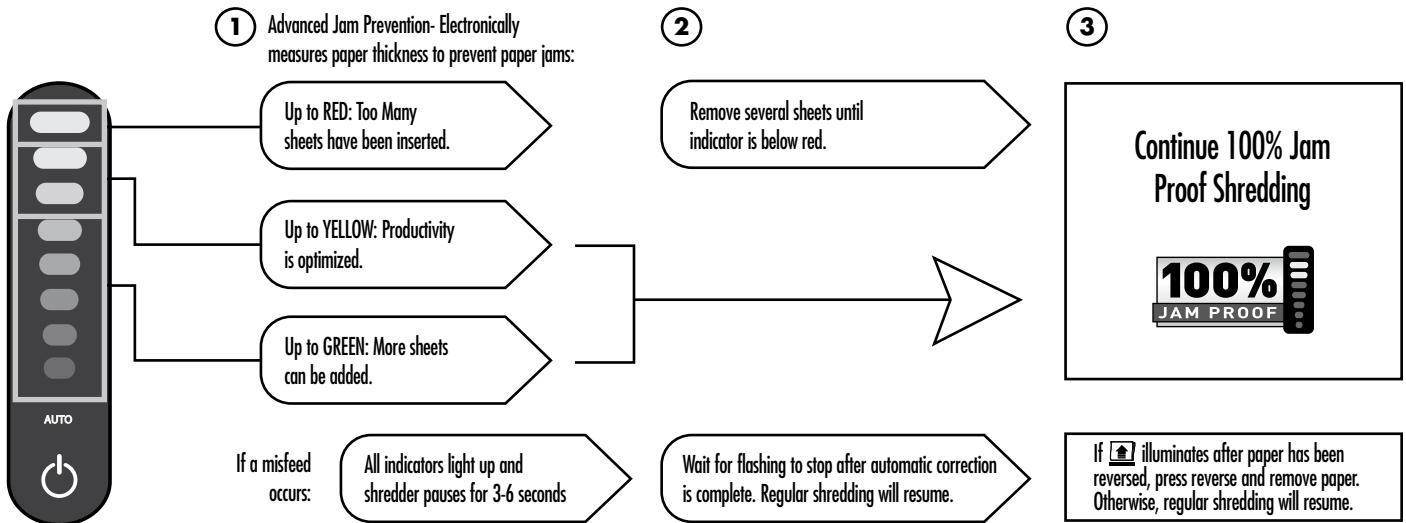 1
Advanced Jam Prevention- Electronically
measures paper thickness to prevent paper jams:
Up to RED: Too Many
sheets have been inserted.
Up to YELLOW: Productivity
is optimized.
Up to GREEN: More sheets
can be added.
2
Remove several sheets until
indicator is below red.
3
Continue 100% Jam
Proof Shredding
100%
JAM PROOF
AUTO
If a misfeed
occurs:
All indicators light up and
shredder pauses for 3-6 seconds
Wait for flashing to stop after automatic correction
is complete. Regular shredding will resume.
If illuminates after paper has been
reversed, press reverse and remove paper.
Otherwise, regular shredding will resume.